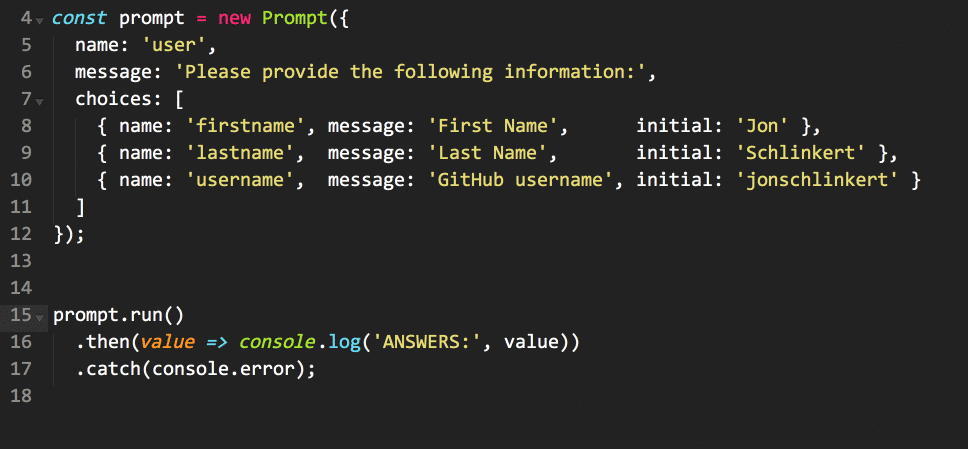 4 const prompt = new Prompt({
5   name: 'user',
6   message: 'Please provide the following information:',
7   choices: [
8     { name: 'firstname', message: 'First Name',      initial: 'Jon' },
9     { name: 'lastname',  message: 'Last Name',       initial: 'Schlinkert' },
10     { name: 'username',  message: 'GitHub username', initial: 'jonschlinkert' }
11   ]
12 });
13
14
15 prompt.run()
16   .then(value => console.log('ANSWERS:', value))
17   .catch(console.error);
18